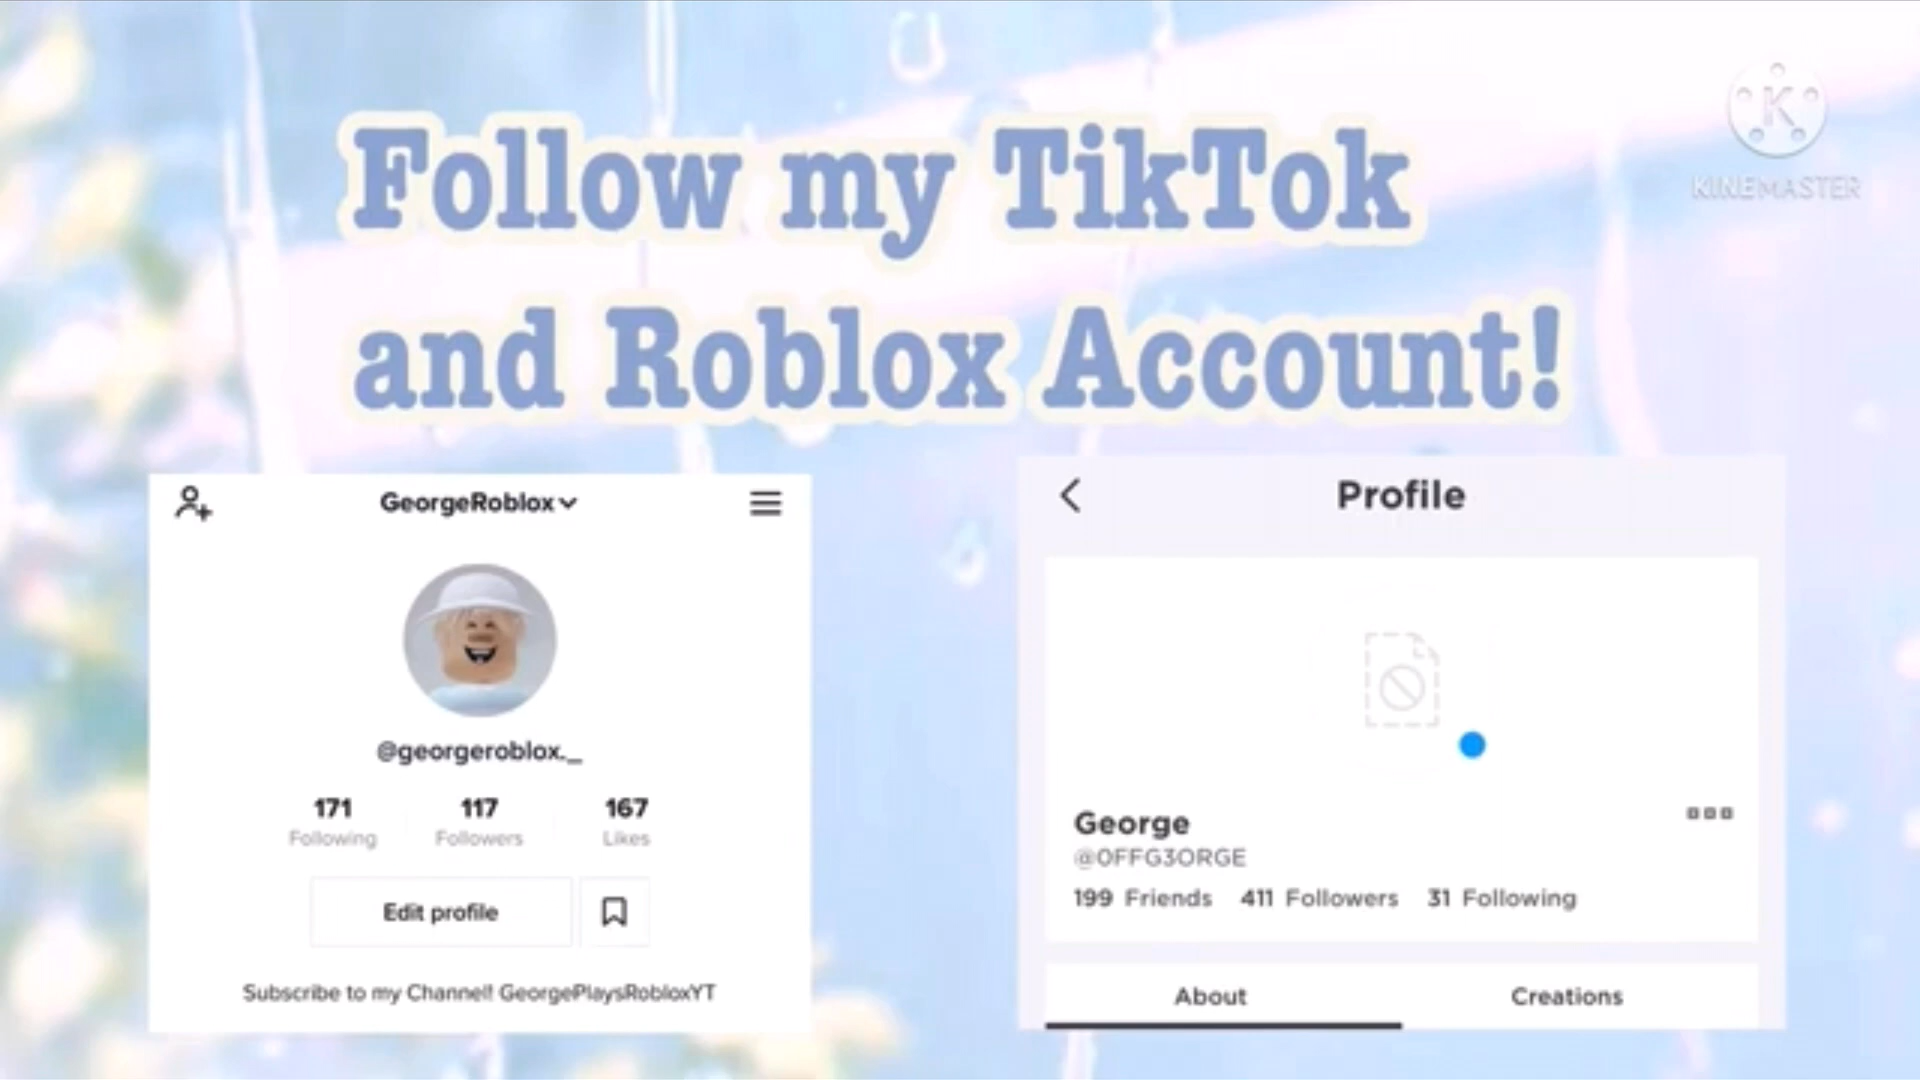 Follow my TikTok
and Roblox Account!
K
KINEMASTER
GeorgeRoblox
@georgeroblox._
171 117 167
Following Followers Likes
Edit profile
Subscribe to my Channel! GeorgePlaysRobloxYT
Profile
George
@0FFG3ORGE
199 Friends 411 Followers 31 Following
About Creations